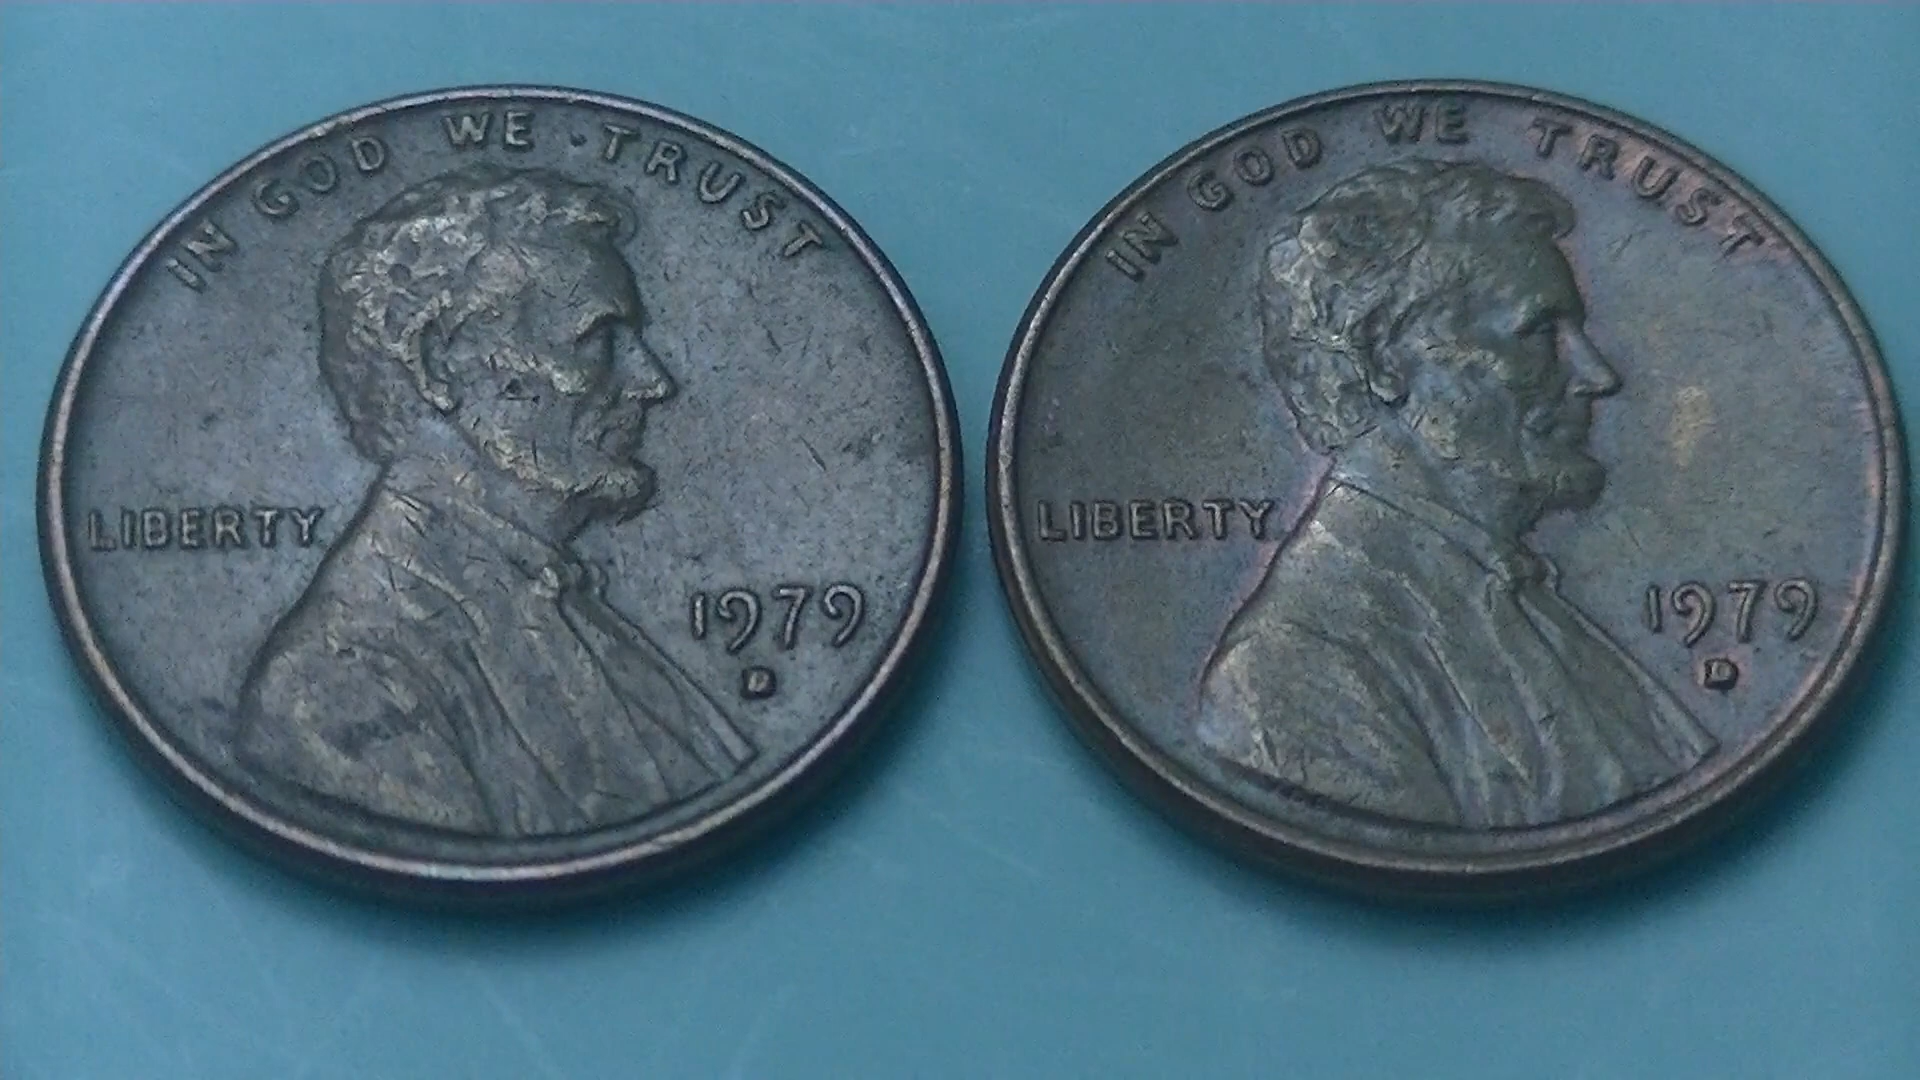 IN GOD WE TRUST
LIBERTY
1979
D
IN GOD WE TRUST
LIBERTY
1979
D